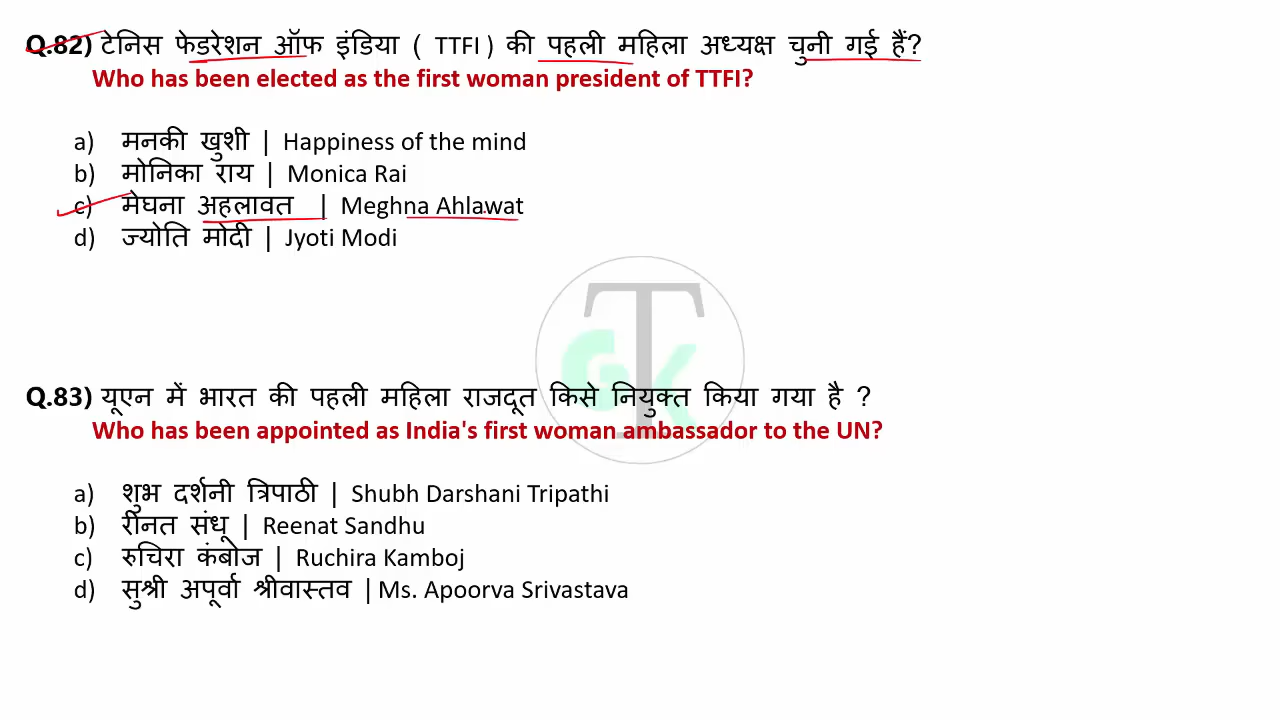 Q.82) टेनिस फेडरेशन ऑफ इंडिया ( TTFI ) की पहली महिला अध्यक्ष चुनी गई हैं?
Who has been elected as the first woman president of TTFI?
a) मनकी खुशी | Happiness of the mind
b) मोनिका राय | Monica Rai
c) मेघना अहलावत | Meghna Ahlawat
d) ज्योति मोदी | Jyoti Modi
TGK
Q.83) यूएन में भारत की पहली महिला राजदूत किसे नियुक्त किया गया है ?
Who has been appointed as India's first woman ambassador to the UN?
a) शुभ दर्शनी त्रिपाठी | Shubh Darshani Tripathi
b) रीनत संधू | Reenat Sandhu
c) रुचिरा कंबोज | Ruchira Kamboj
d) सुश्री अपूर्वा श्रीवास्तव | Ms. Apoorva Srivastava